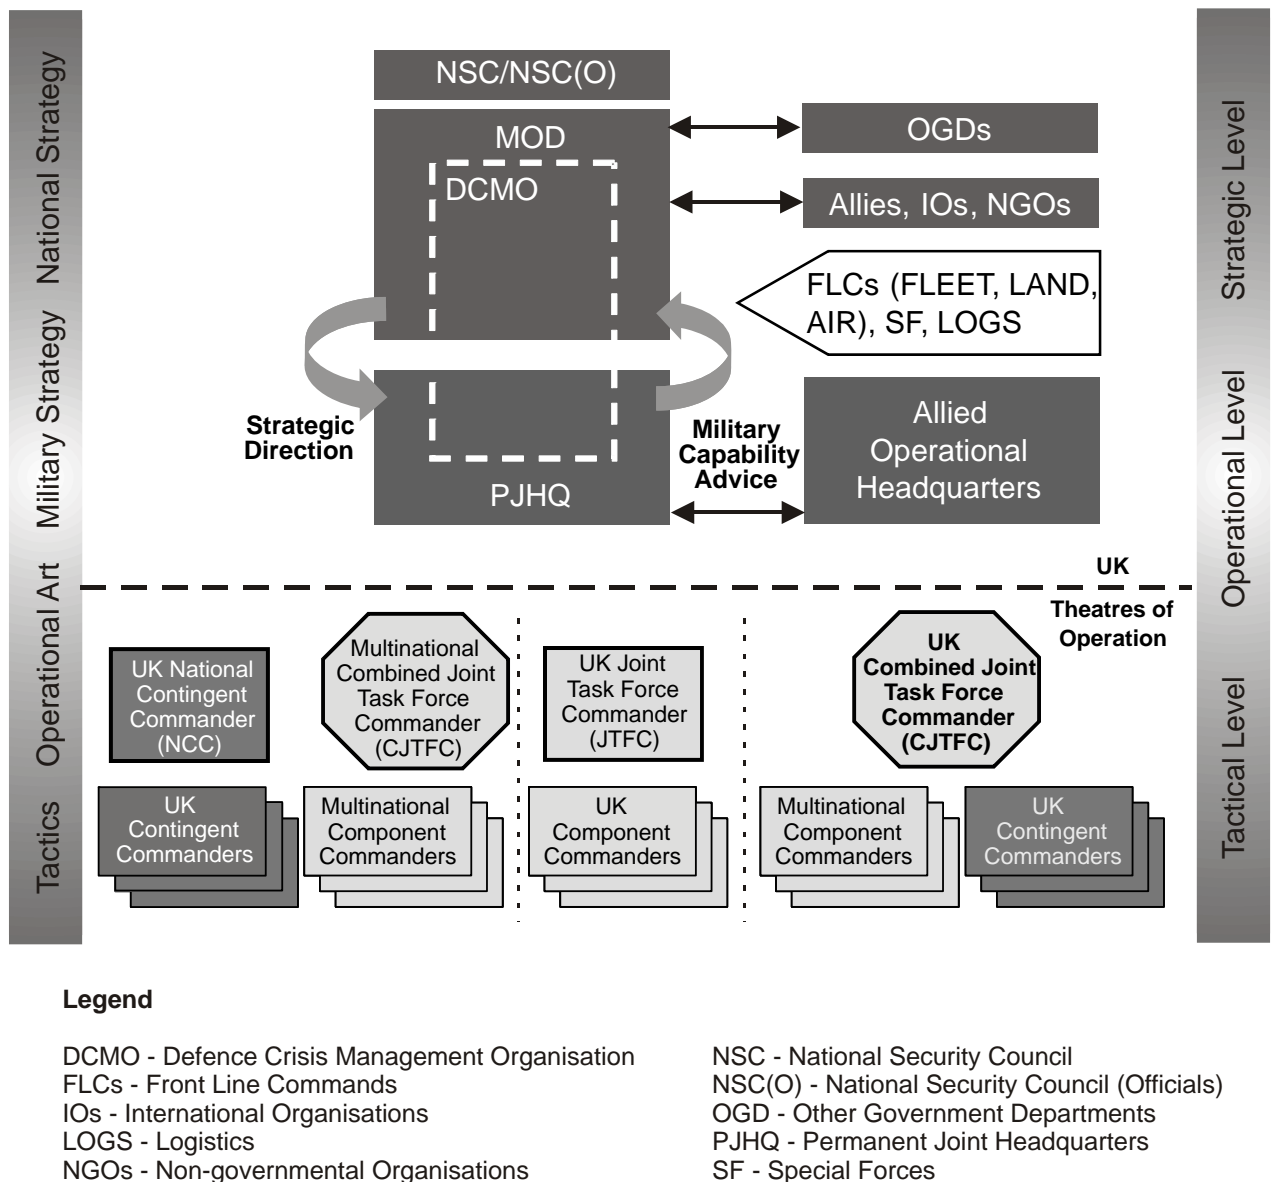 National Strategy
Military Strategy
Operational Art
Tactics
NSC/NSC(O)
MOD
DCMO
PJHQ
OGDs
Allies, IOs, NGOs
FLCs (FLEET, LAND,
AIR), SF, LOGS
Strategic
Direction
Military
Capability
Advice
Allied
Operational
Headquarters
Strategic Level
Operational Level
Tactical Level
UK
Theatres of
Operation
UK National
Contingent
Commander
(NCC)
Multinational
Combined Joint
Task Force
Commander
(CJTFC)
UK Joint
Task Force
Commander
(JTFC)
UK
Combined Joint
Task Force
Commander
(CJTFC)
UK
Contingent
Commanders
Multinational
Component
Commanders
UK
Component
Commanders
Multinational
Component
Commanders
UK
Contingent
Commanders
Legend
DCMO - Defence Crisis Management Organisation
FLCs - Front Line Commands
IOs - International Organisations
LOGS - Logistics
NGOs - Non-governmental Organisations
NSC - National Security Council
NSC(O) - National Security Council (Officials)
OGD - Other Government Departments
PJHQ - Permanent Joint Headquarters
SF - Special Forces